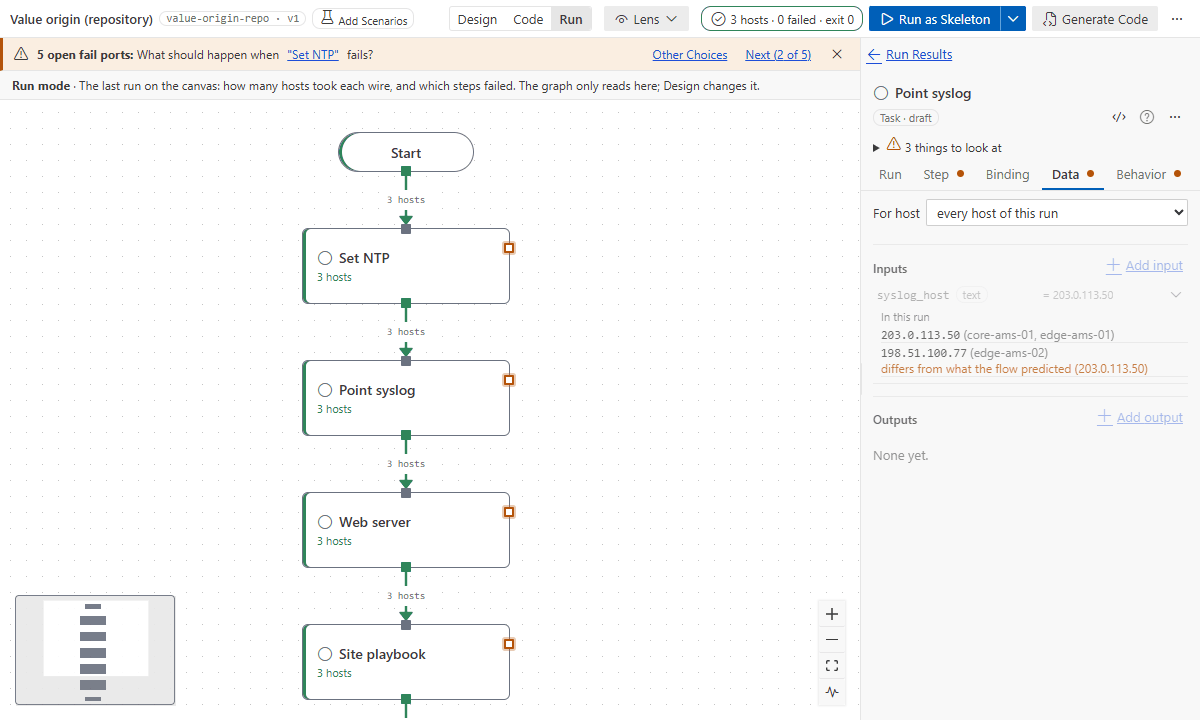 Value origin (repository) value-origin-repo · v1 Add Scenarios Design Code Run Lens 3 hosts · 0 failed · exit 0 Run as Skeleton Generate Code ...
5 open fail ports: What should happen when "Set NTP" fails? Other Choices Next (2 of 5)
Run mode · The last run on the canvas: how many hosts took each wire, and which steps failed. The graph only reads here; Design changes it.
Start
3 hosts
Set NTP
3 hosts
3 hosts
Point syslog
3 hosts
3 hosts
Web server
3 hosts
3 hosts
Site playbook
3 hosts
Run Results
Point syslog
Task · draft
3 things to look at
Run Step Binding Data Behavior
For host every host of this run
Inputs Add input
syslog_host text = 203.0.113.50
In this run
203.0.113.50 (core-ams-01, edge-ams-01)
198.51.100.77 (edge-ams-02)
differs from what the flow predicted (203.0.113.50)
Outputs Add output
None yet.